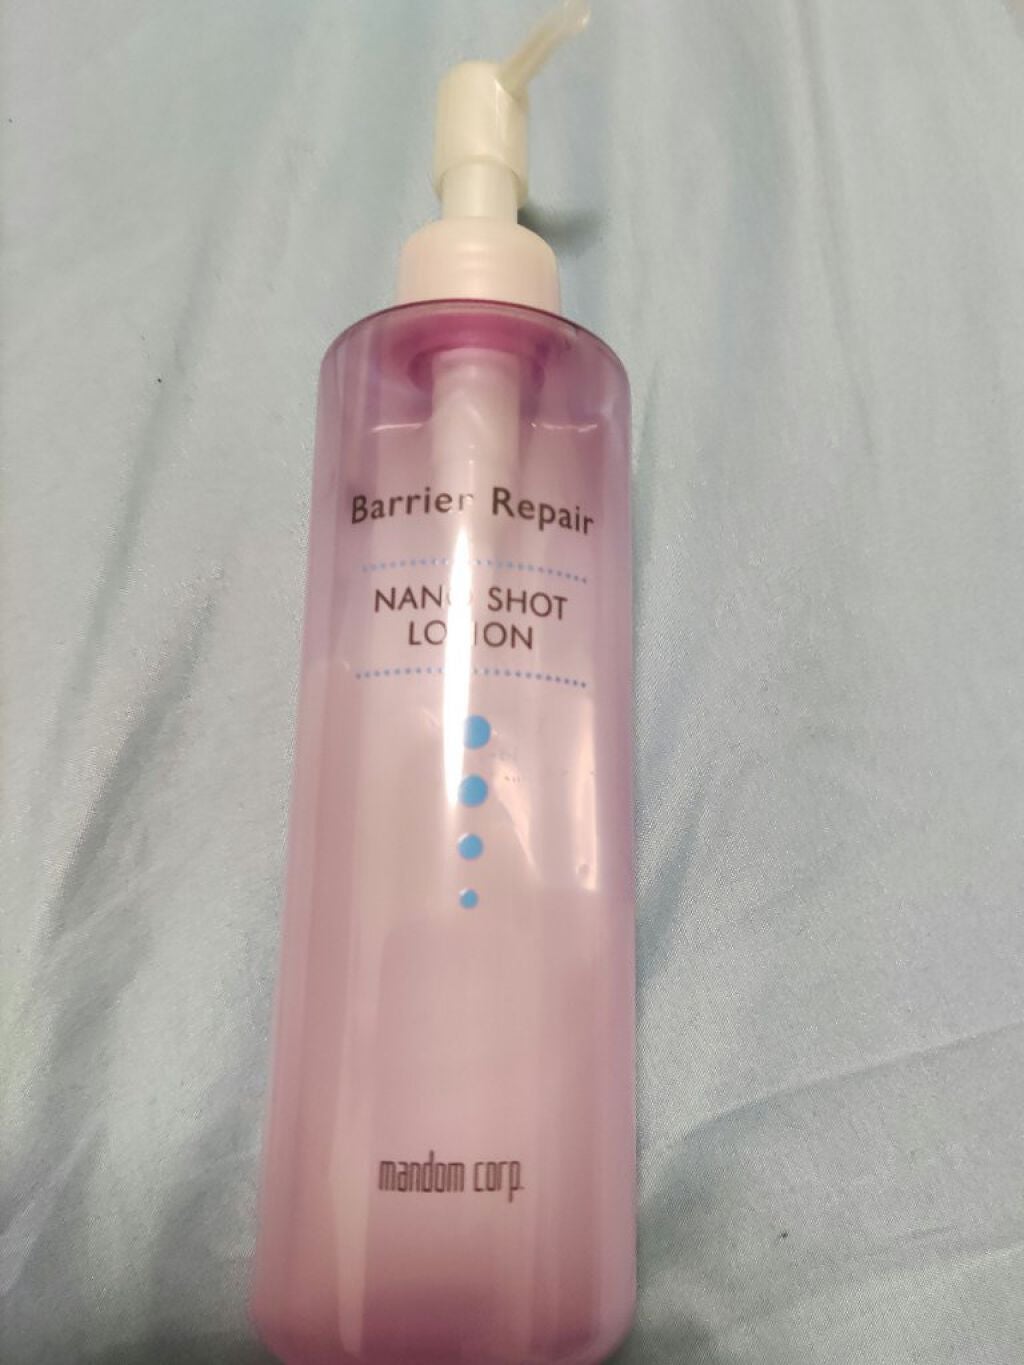 Barrier Repair
NANO SHOT
LOTION
mandom corp.